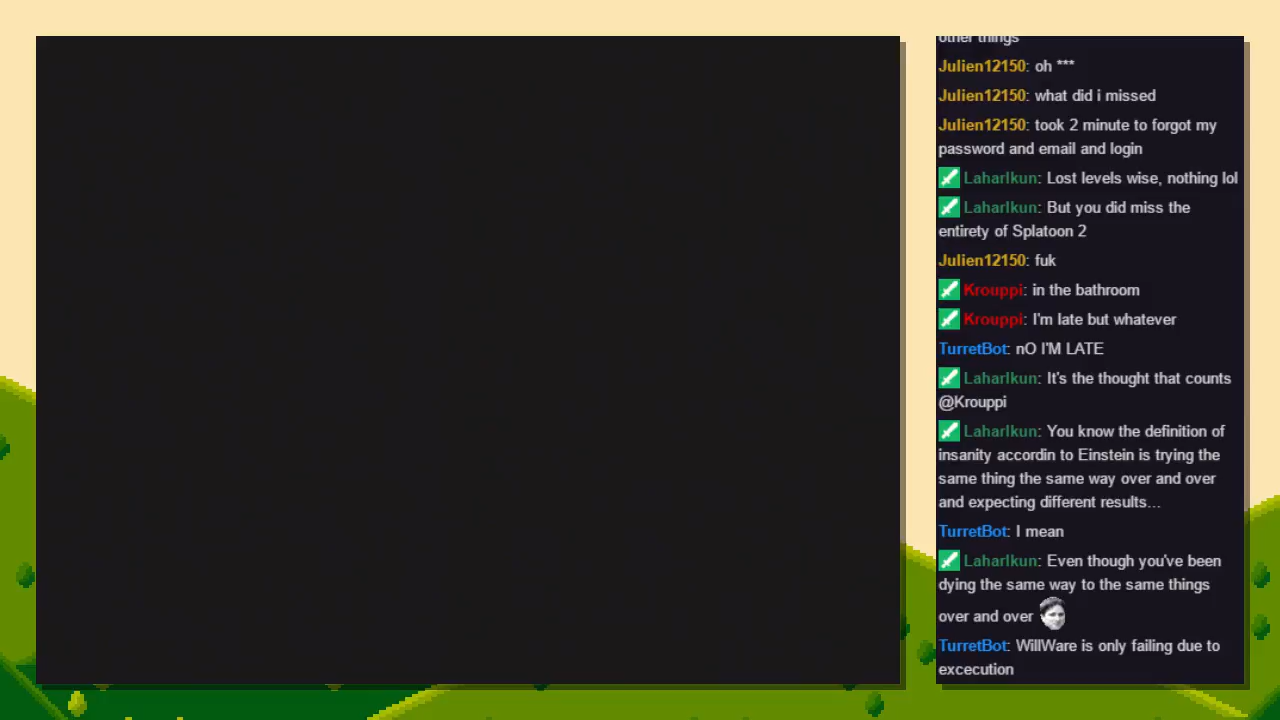 other things
Julien12150: oh ***
Julien12150: what did i missed
Julien12150: took 2 minute to forgot my
password and email and login
LaharIkun: Lost levels wise, nothing lol
LaharIkun: But you did miss the
entirety of Splatoon 2
Julien12150: fuk
Krouppi: in the bathroom
Krouppi: I'm late but whatever
TurretBot: nO I'M LATE
LaharIkun: It's the thought that counts
@Krouppi
LaharIkun: You know the definition of
insanity accordin to Einstein is trying the
same thing the same way over and over
and expecting different results...
TurretBot: I mean
LaharIkun: Even though you've been
dying the same way to the same things
over and over
TurretBot: WillWare is only failing due to
excecution